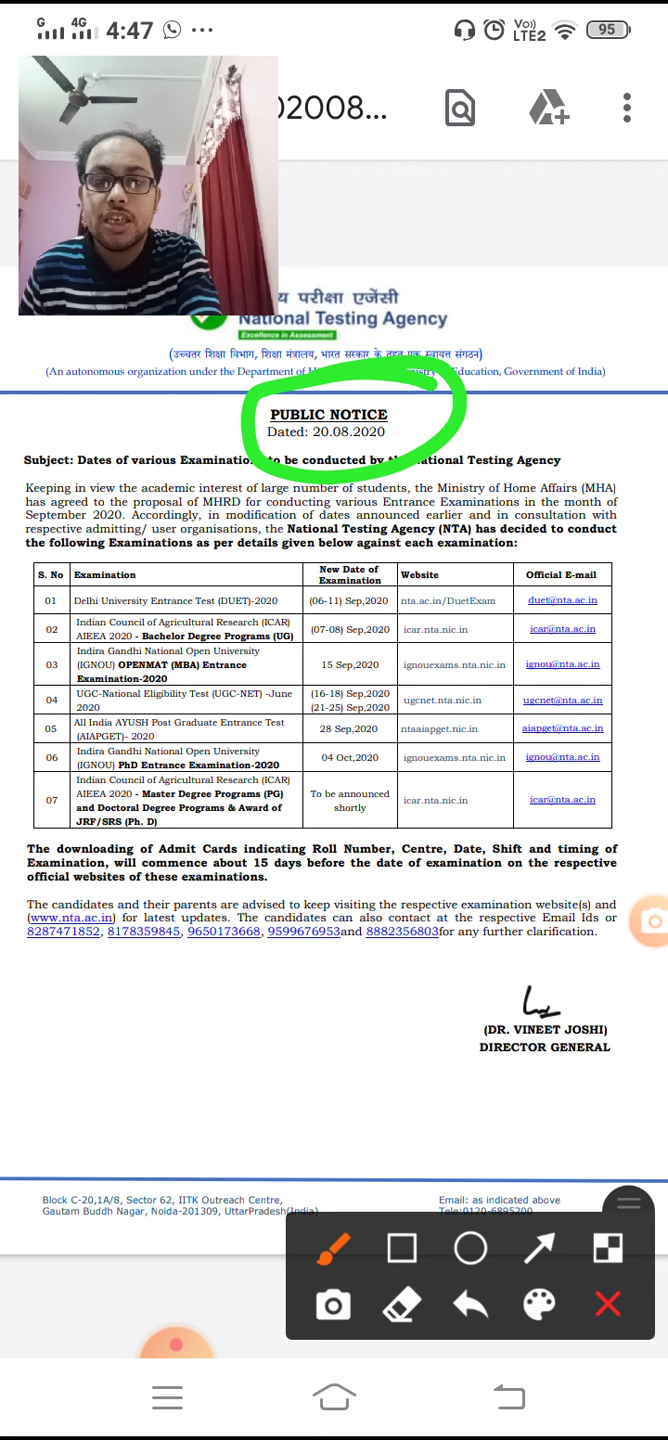 G 4G 4:47 ... Vo)) LTE2 95
02008...
य परीक्षा एजेंसी
National Testing Agency
Excellence in Assessment
(उच्चतर शिक्षा विभाग, शिक्षा मंत्रालय, भारत सरकार के तहत एक स्वायत्त संगठन)
(An autonomous organization under the Department of Education, Government of India)
PUBLIC NOTICE
Dated: 20.08.2020
Subject: Dates of various Examination to be conducted by the National Testing Agency
Keeping in view the academic interest of large number of students, the Ministry of Home Affairs (MHA)
has agreed to the proposal of MHRD for conducting various Entrance Examinations in the month of
September 2020. Accordingly, in modification of dates announced earlier and in consultation with
respective admitting/ user organisations, the National Testing Agency (NTA) has decided to conduct
the following Examinations as per details given below against each examination:
S. No Examination New Date of Examination Website Official E-mail
01 Delhi University Entrance Test (DUET)-2020 (06-11) Sep,2020 nta.ac.in/DuetExam duet@nta.ac.in
02 Indian Council of Agricultural Research (ICAR) AIEEA 2020 - Bachelor Degree Programs (UG) (07-08) Sep,2020 icar.nta.nic.in icar@nta.ac.in
03 Indira Gandhi National Open University (IGNOU) OPENMAT (MBA) Entrance Examination-2020 15 Sep,2020 ignouexams.nta.nic.in ignou@nta.ac.in
04 UGC-National Eligibility Test (UGC-NET) -June 2020 (16-18) Sep,2020 (21-25) Sep,2020 ugcnet.nta.nic.in ugcnet@nta.ac.in
05 All India AYUSH Post Graduate Entrance Test (AIAPGET)- 2020 28 Sep,2020 ntaaiapget.nic.in aiapget@nta.ac.in
06 Indira Gandhi National Open University (IGNOU) PhD Entrance Examination-2020 04 Oct,2020 ignouexams.nta.nic.in ignou@nta.ac.in
07 Indian Council of Agricultural Research (ICAR) AIEEA 2020 - Master Degree Programs (PG) and Doctoral Degree Programs & Award of JRF/SRS (Ph. D) To be announced shortly icar.nta.nic.in icar@nta.ac.in
The downloading of Admit Cards indicating Roll Number, Centre, Date, Shift and timing of
Examination, will commence about 15 days before the date of examination on the respective
official websites of these examinations.
The candidates and their parents are advised to keep visiting the respective examination website(s) and
(www.nta.ac.in) for latest updates. The candidates can also contact at the respective Email Ids or
8287471852, 8178359845, 9650173668, 9599676953and 8882356803for any further clarification.
(DR. VINEET JOSHI)
DIRECTOR GENERAL
Block C-20,1A/8, Sector 62, IITK Outreach Centre,
Gautam Buddh Nagar, Noida-201309, UttarPradesh(India)
Email: as indicated above
Tele:0120-6895200